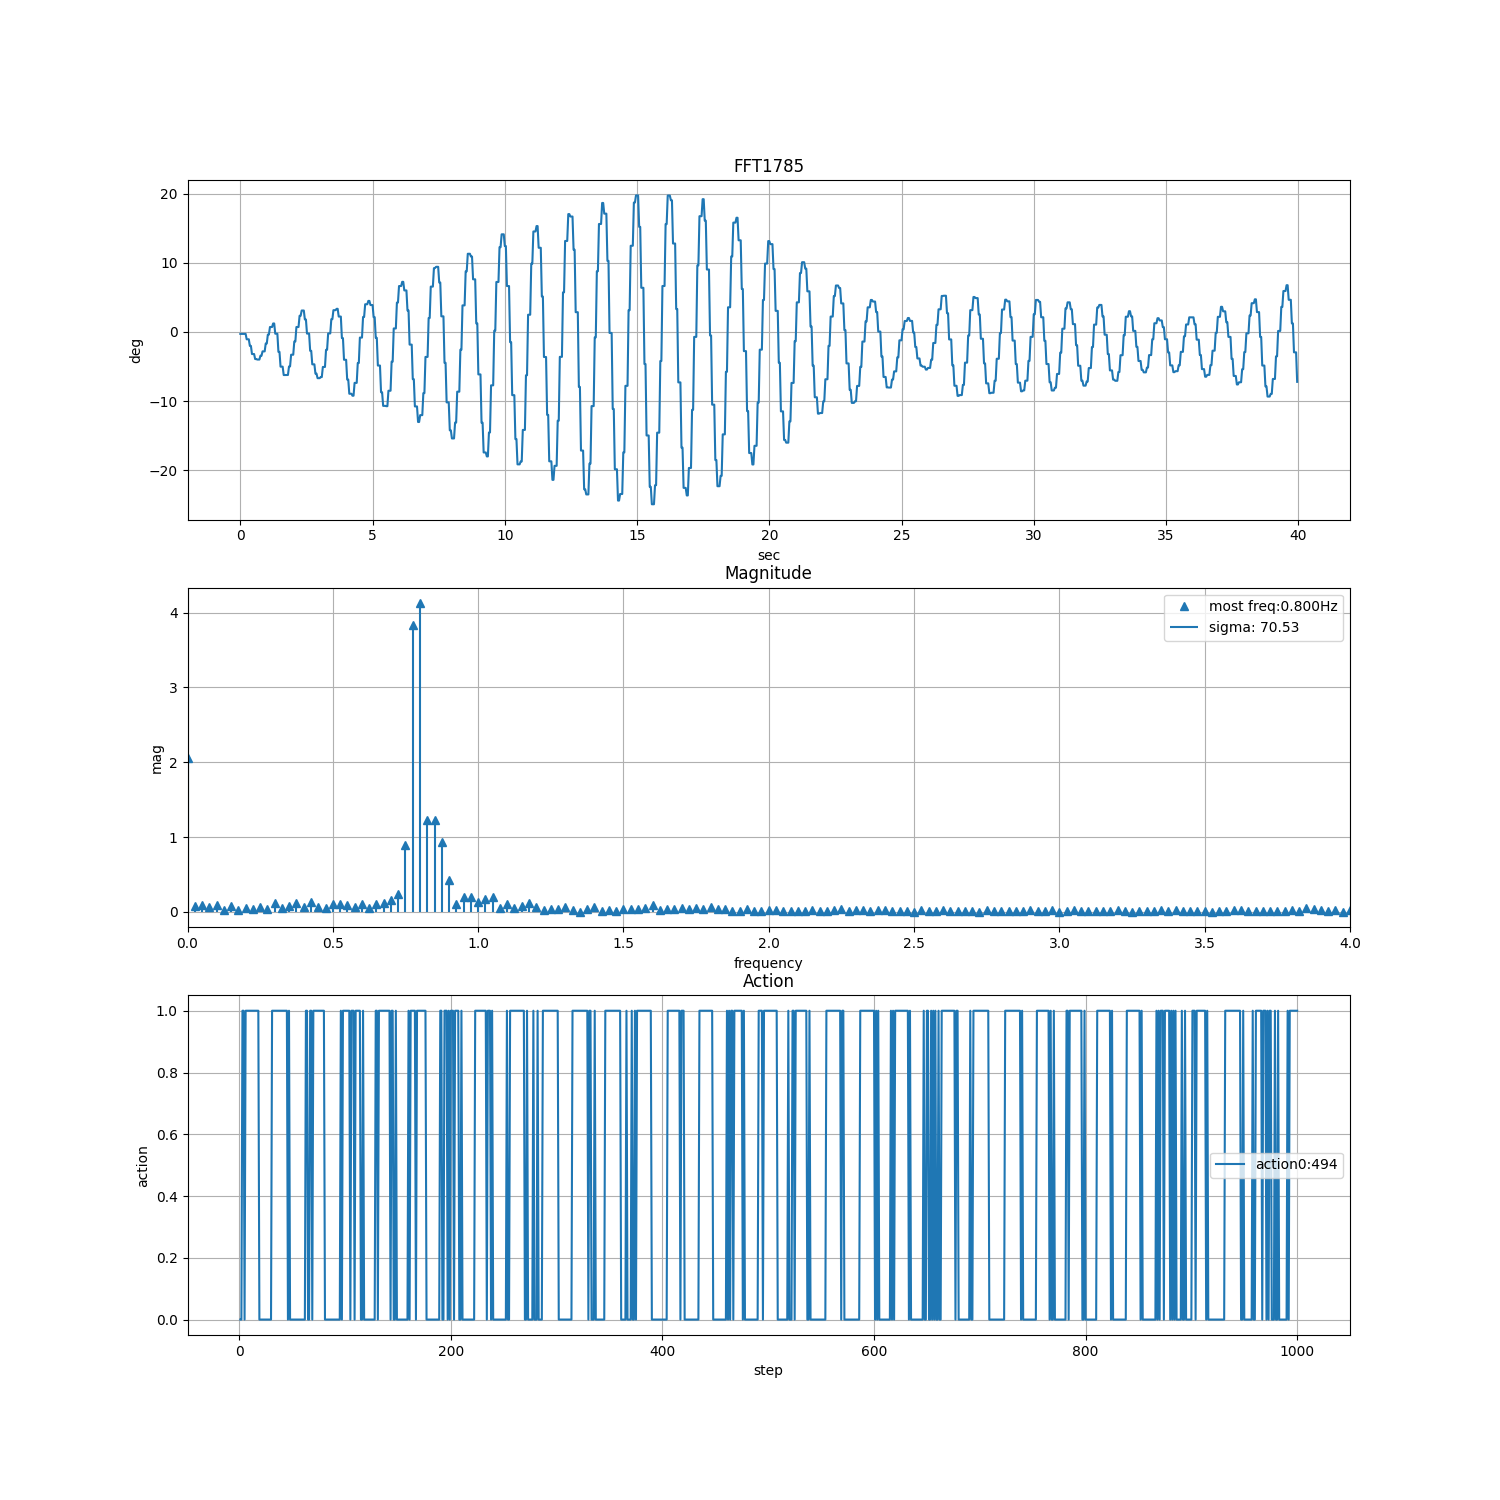 FFT1785
20
10
0
−10
−20
deg
0 5 10 15 20 25 30 35 40
sec
Magnitude
most freq:0.800Hz
sigma: 70.53
4
3
2
1
0
mag
0.0 0.5 1.0 1.5 2.0 2.5 3.0 3.5 4.0
frequency
Action
1.0
0.8
0.6
0.4
0.2
0.0
action
action0:494
0 200 400 600 800 1000
step